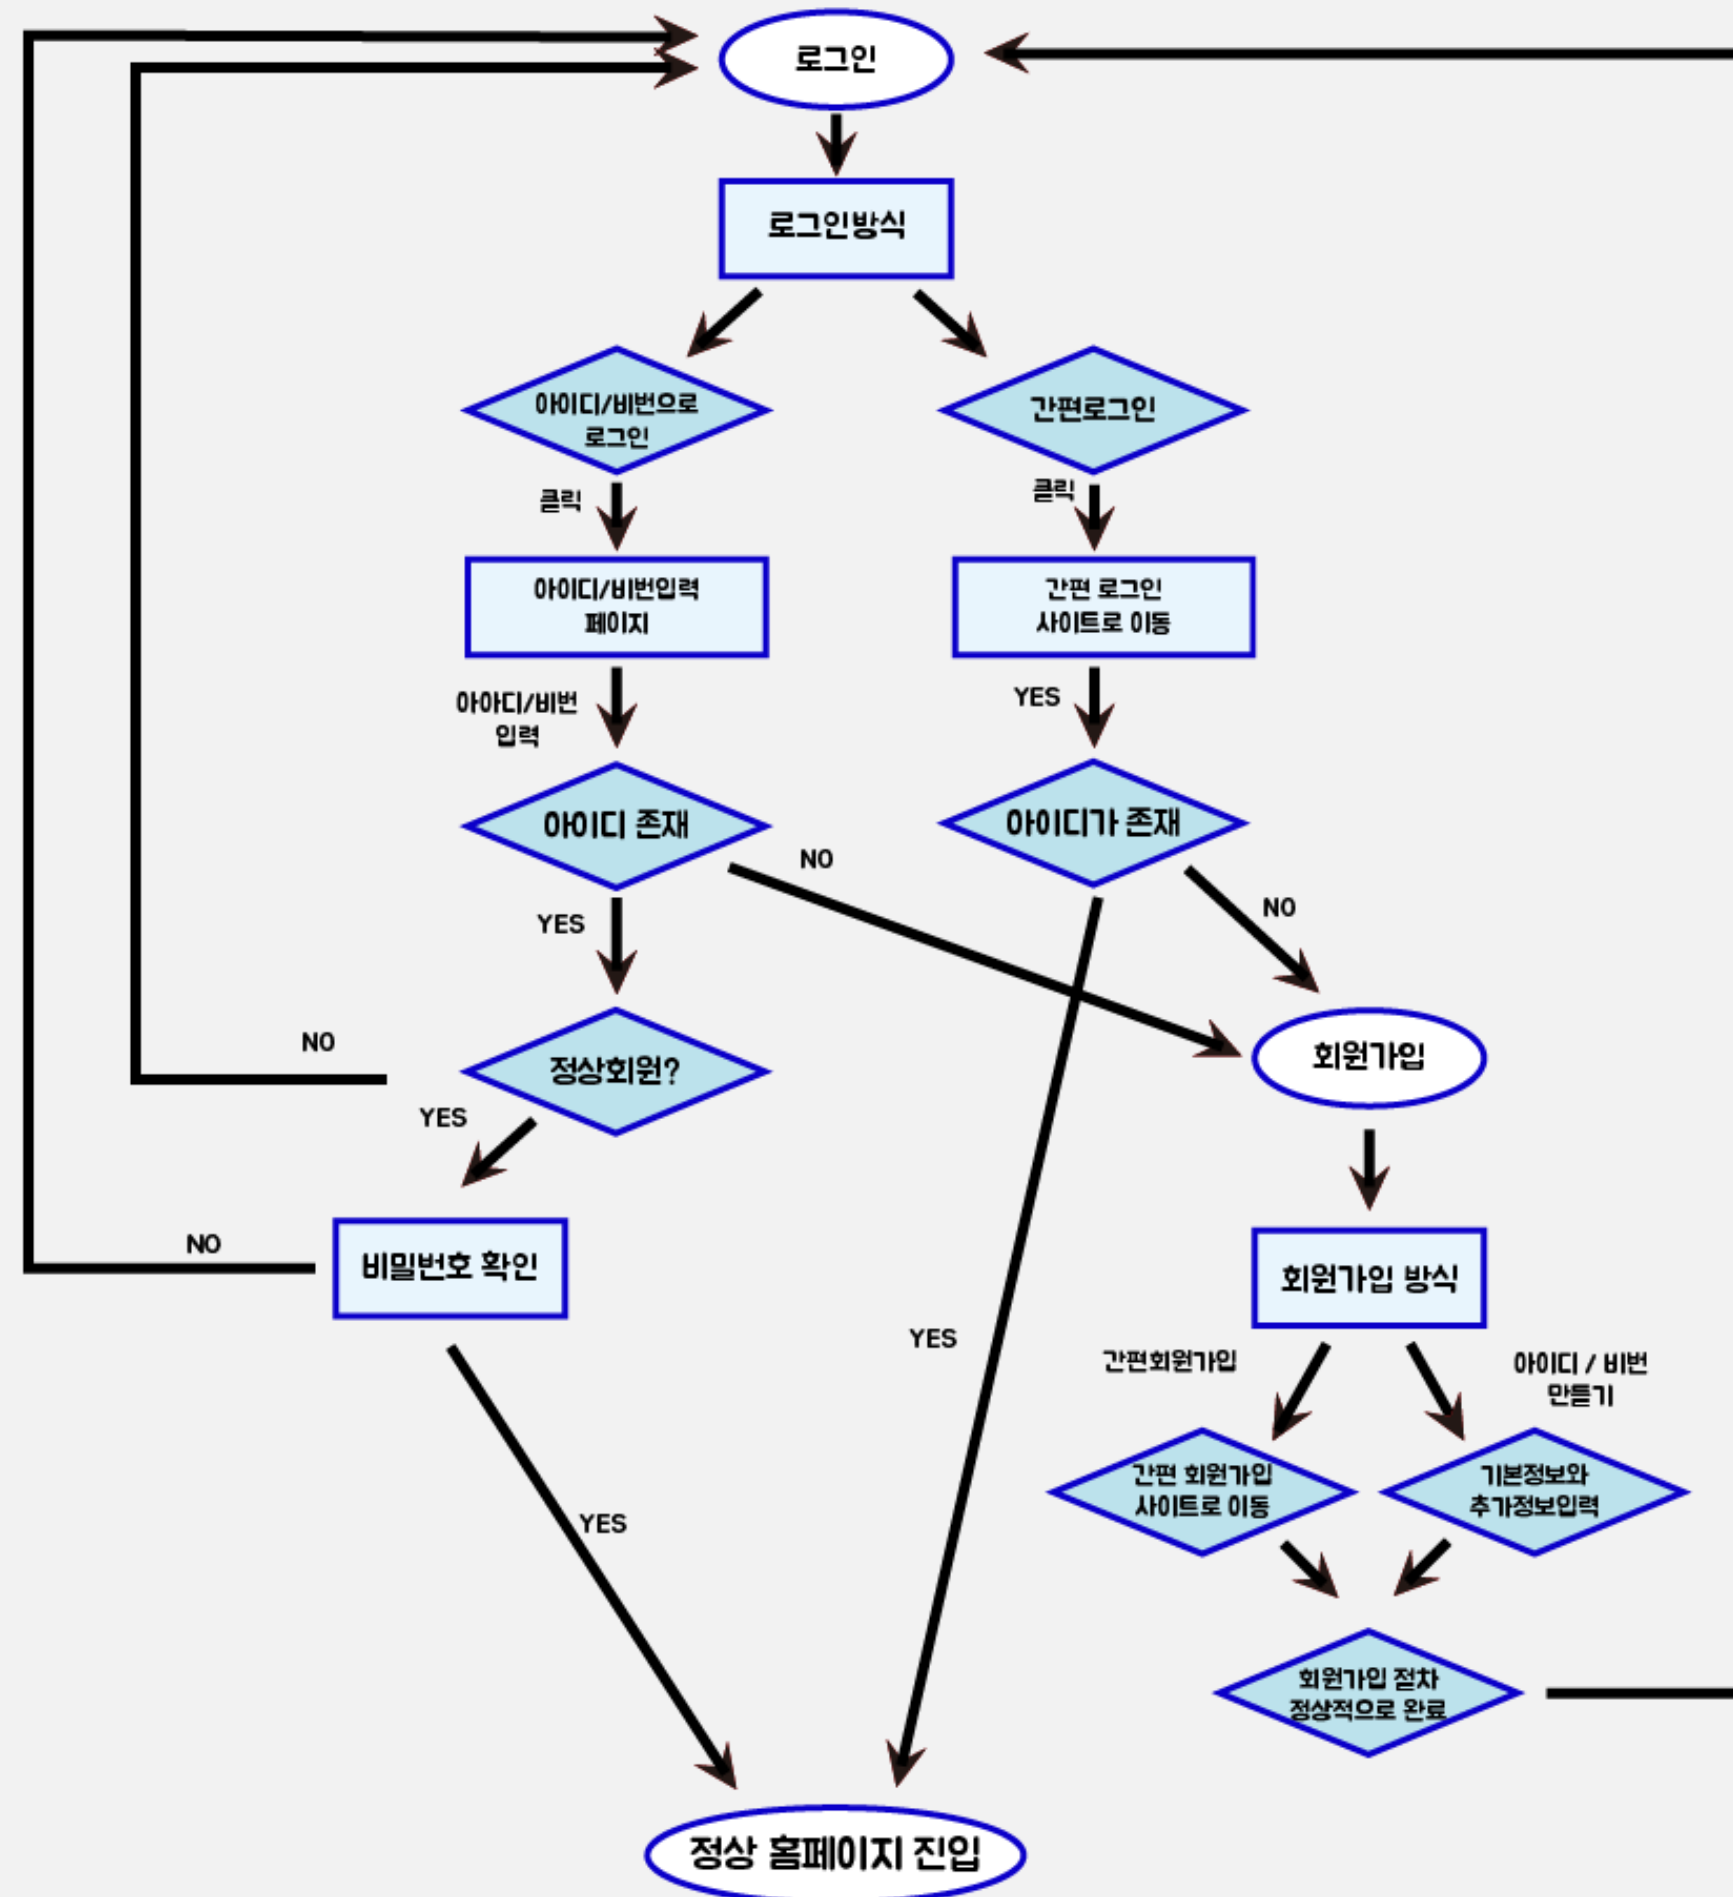 로그인
로그인방식
아이디/비번으로
로그인
간편로그인
클릭
클릭
아이디/비번입력
페이지
간편 로그인
사이트로 이동
아아디/비번
입력
YES
아이디 존재
아이디가 존재
NO
NO
YES
정상회원?
NO
회원가입
YES
비밀번호 확인
NO
회원가입 방식
YES
간편회원가입
아이디 / 비번
만들기
간편 회원가입
사이트로 이동
기본정보와
추가정보입력
YES
회원가입 절차
정상적으로 완료
정상 홈페이지 진입